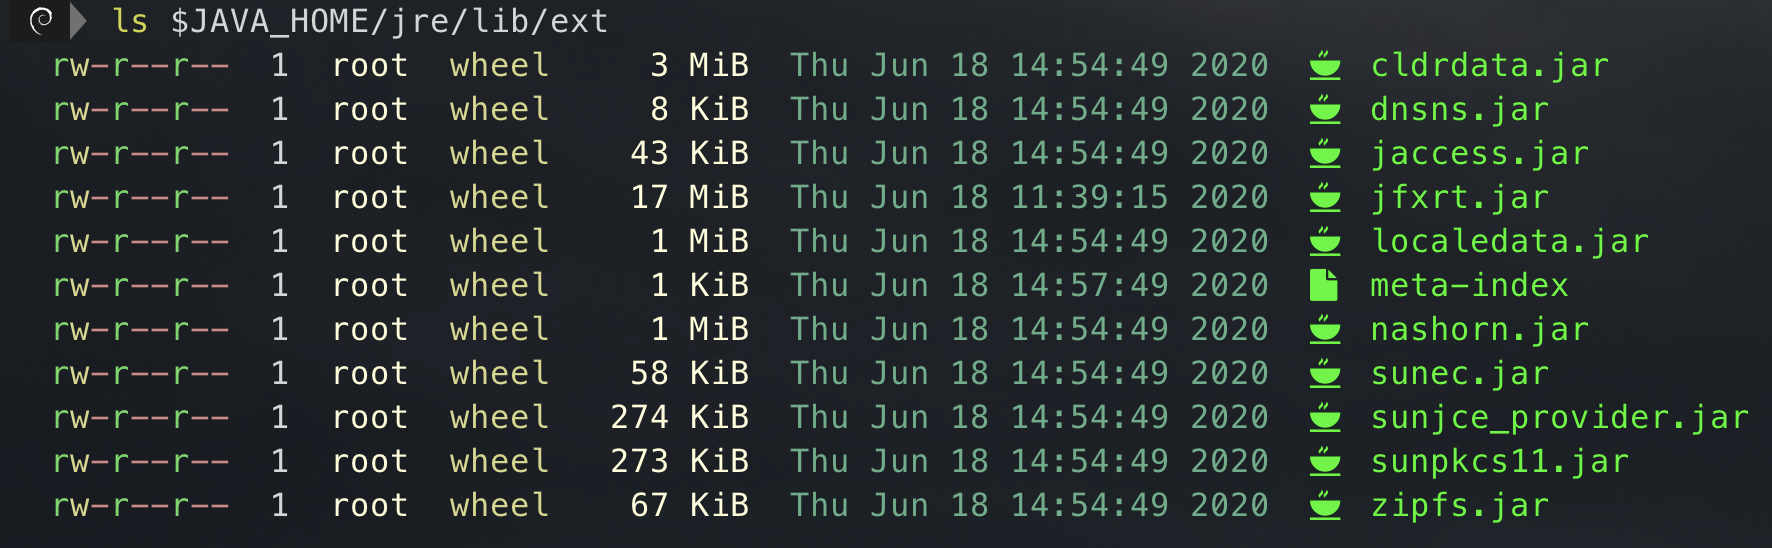 ls $JAVA_HOME/jre/lib/ext
rw-r--r-- 1 root wheel 3 MiB Thu Jun 18 14:54:49 2020 cldrdata.jar
rw-r--r-- 1 root wheel 8 KiB Thu Jun 18 14:54:49 2020 dnsns.jar
rw-r--r-- 1 root wheel 43 KiB Thu Jun 18 14:54:49 2020 jaccess.jar
rw-r--r-- 1 root wheel 17 MiB Thu Jun 18 11:39:15 2020 jfxrt.jar
rw-r--r-- 1 root wheel 1 MiB Thu Jun 18 14:54:49 2020 localedata.jar
rw-r--r-- 1 root wheel 1 KiB Thu Jun 18 14:57:49 2020 meta-index
rw-r--r-- 1 root wheel 1 MiB Thu Jun 18 14:54:49 2020 nashorn.jar
rw-r--r-- 1 root wheel 58 KiB Thu Jun 18 14:54:49 2020 sunec.jar
rw-r--r-- 1 root wheel 274 KiB Thu Jun 18 14:54:49 2020 sunjce_provider.jar
rw-r--r-- 1 root wheel 273 KiB Thu Jun 18 14:54:49 2020 sunpkcs11.jar
rw-r--r-- 1 root wheel 67 KiB Thu Jun 18 14:54:49 2020 zipfs.jar